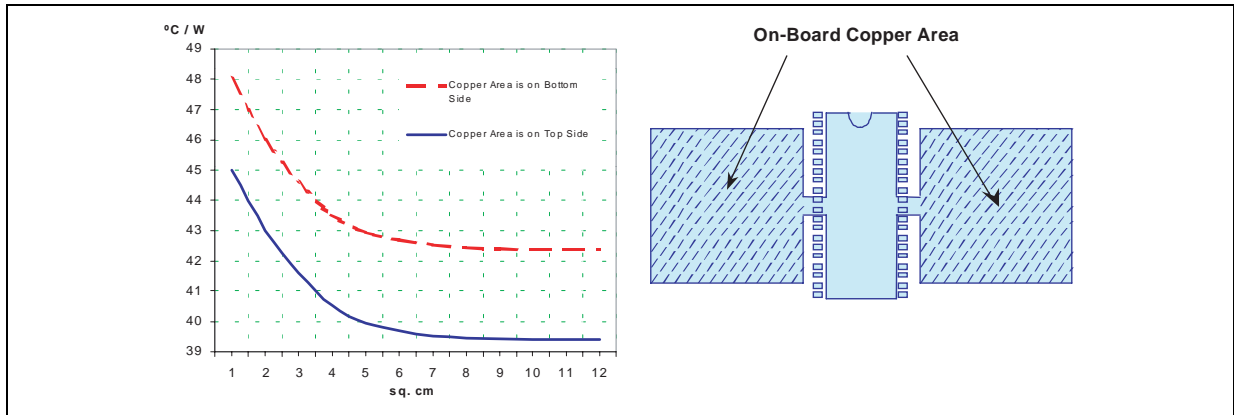 ºC / W
49
48
47
46
45
44
43
42
41
40
39
1 2 3 4 5 6 7 8 9 10 11 12
sq. cm
Copper Area is on Bottom
Side
Copper Area is on Top Side
On-Board Copper Area